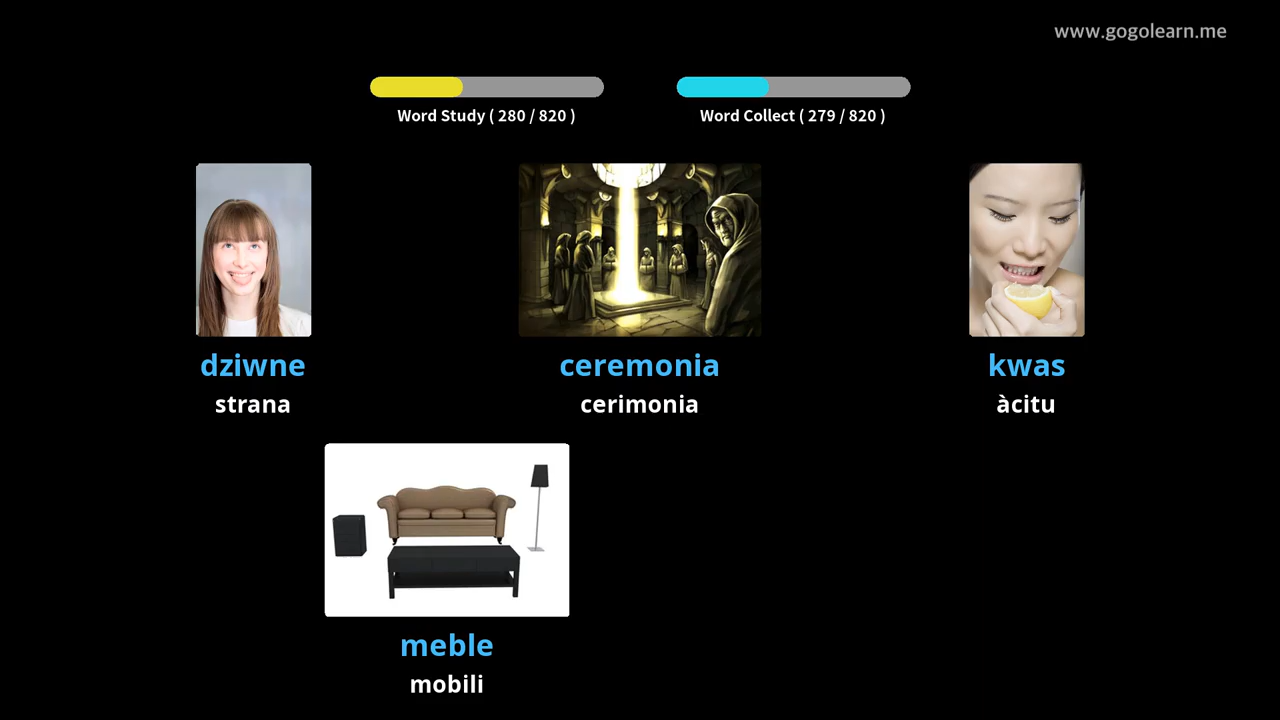 www.gogolearn.me
Word Study ( 280 / 820 )
Word Collect ( 279 / 820 )
dziwne
strana
ceremonia
cerimonia
kwas
àcitu
meble
mobili